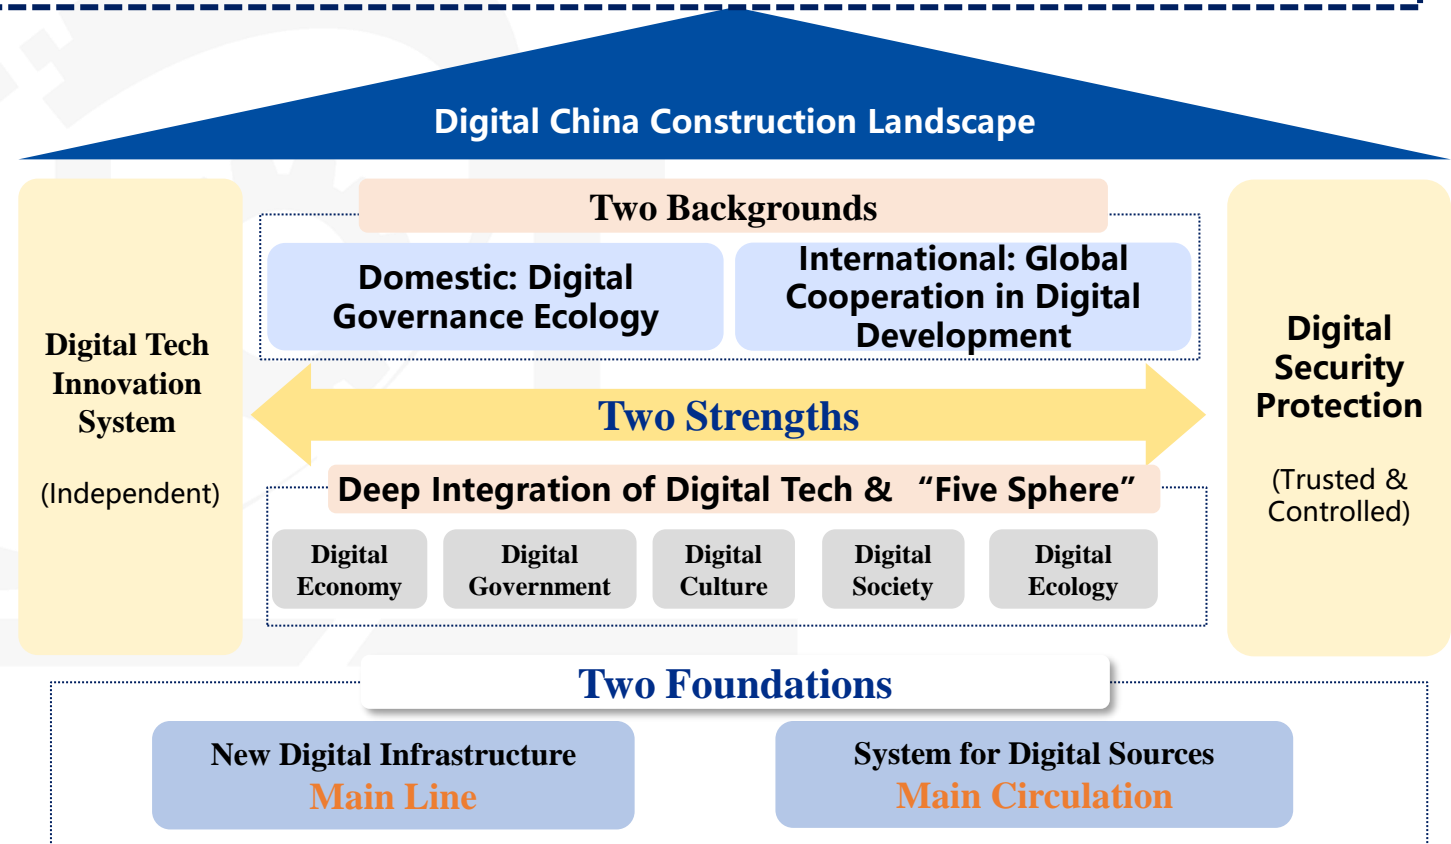 Digital China Construction Landscape
Two Backgrounds
Domestic: Digital
Governance Ecology
International: Global
Cooperation in Digital
Development
Digital Tech
Innovation
System
(Independent)
Two Strengths
Digital
Security
Protection
(Trusted &
Controlled)
Deep Integration of Digital Tech & “Five Sphere”
Digital
Economy
Digital
Government
Digital
Culture
Digital
Society
Digital
Ecology
Two Foundations
New Digital Infrastructure
Main Line
System for Digital Sources
Main Circulation